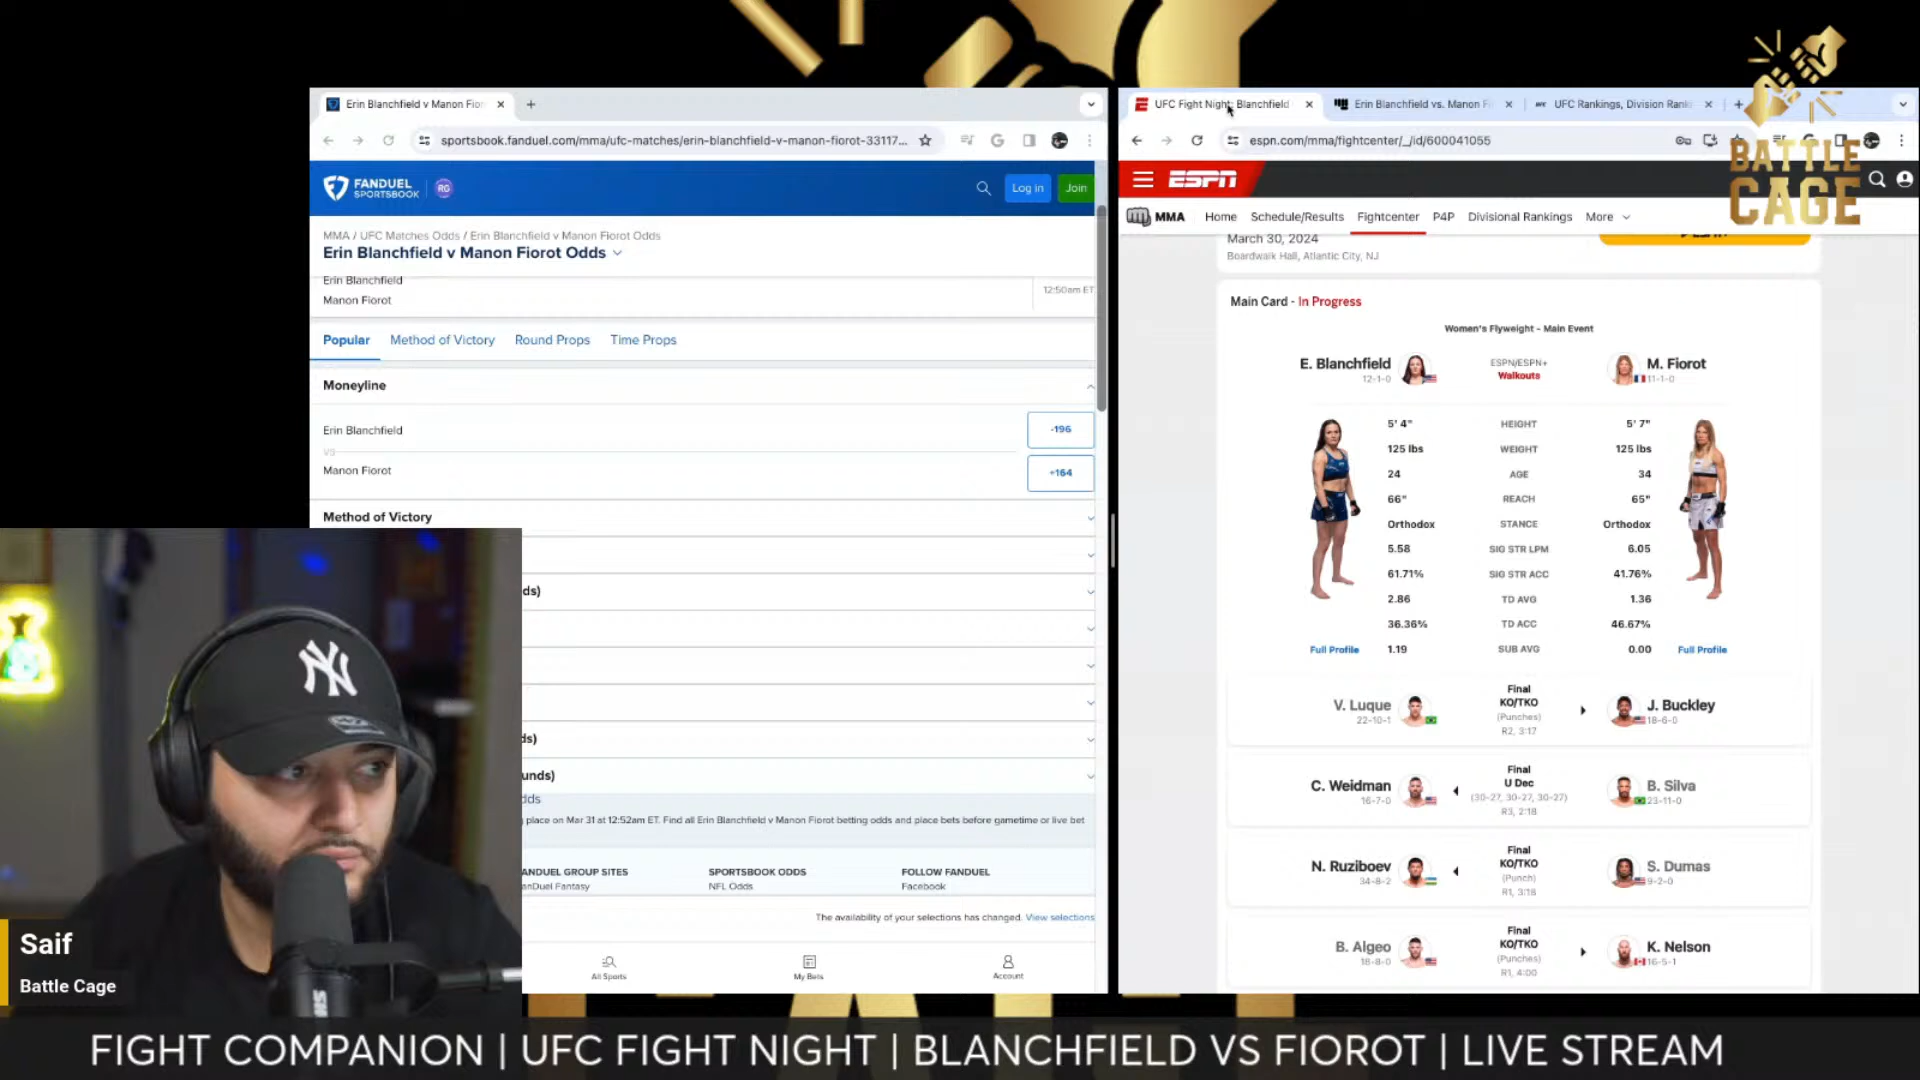 Erin Blanchfield v Manon Fior
sportsbook.fanduel.com/mma/ufc-matches/erin-blanchfield-v-manon-fiorot-33117...
FANDUEL
SPORTSBOOK
RG
Log in
Join
MMA / UFC Matches Odds / Erin Blanchfield v Manon Fiorot Odds
Erin Blanchfield v Manon Fiorot Odds
Erin Blanchfield
Manon Fiorot
12:50am ET
Popular
Method of Victory
Round Props
Time Props
Moneyline
Erin Blanchfield
-196
vs
Manon Fiorot
+164
Method of Victory
ds)
ds)
unds)
dds
place on Mar 31 at 12:52am ET. Find all Erin Blanchfield v Manon Fiorot betting odds and place bets before gametime or live bet
ANDUEL GROUP SITES
SPORTSBOOK ODDS
FOLLOW FANDUEL
anDuel Fantasy
NFL Odds
Facebook
The availability of your selections has changed. View selections
All Sports
My Bets
Account
UFC Fight Night: Blanchfield
Erin Blanchfield vs. Manon Fi
UFC Rankings, Division Ranki
espn.com/mma/fightcenter/_/id/600041055
BATTLE
CAGE
ESPN
MMA
Home
Schedule/Results
Fightcenter
P4P
Divisional Rankings
More
March 30, 2024
Boardwalk Hall, Atlantic City, NJ
Main Card - In Progress
Women's Flyweight - Main Event
E. Blanchfield
12-1-0
ESPN/ESPN+
Walkouts
M. Fiorot
11-1-0
5' 4" HEIGHT 5' 7"
125 lbs WEIGHT 125 lbs
24 AGE 34
66" REACH 65"
Orthodox STANCE Orthodox
5.58 SIG STR LPM 6.05
61.71% SIG STR ACC 41.76%
2.86 TD AVG 1.36
36.36% TD ACC 46.67%
Full Profile 1.19 SUB AVG 0.00 Full Profile
V. Luque
22-10-1
Final
KO/TKO
(Punches)
R2, 3:17
J. Buckley
18-6-0
C. Weidman
16-7-0
Final
U Dec
(30-27, 30-27, 30-27)
R3, 2:18
B. Silva
23-11-0
N. Ruziboev
34-8-2
Final
KO/TKO
(Punch)
R1, 3:18
S. Dumas
9-2-0
B. Algeo
18-8-0
Final
KO/TKO
(Punches)
R1, 4:00
K. Nelson
16-5-1
NY
Saif
Battle Cage
FIGHT COMPANION | UFC FIGHT NIGHT | BLANCHFIELD VS FIOROT | LIVE STREAM